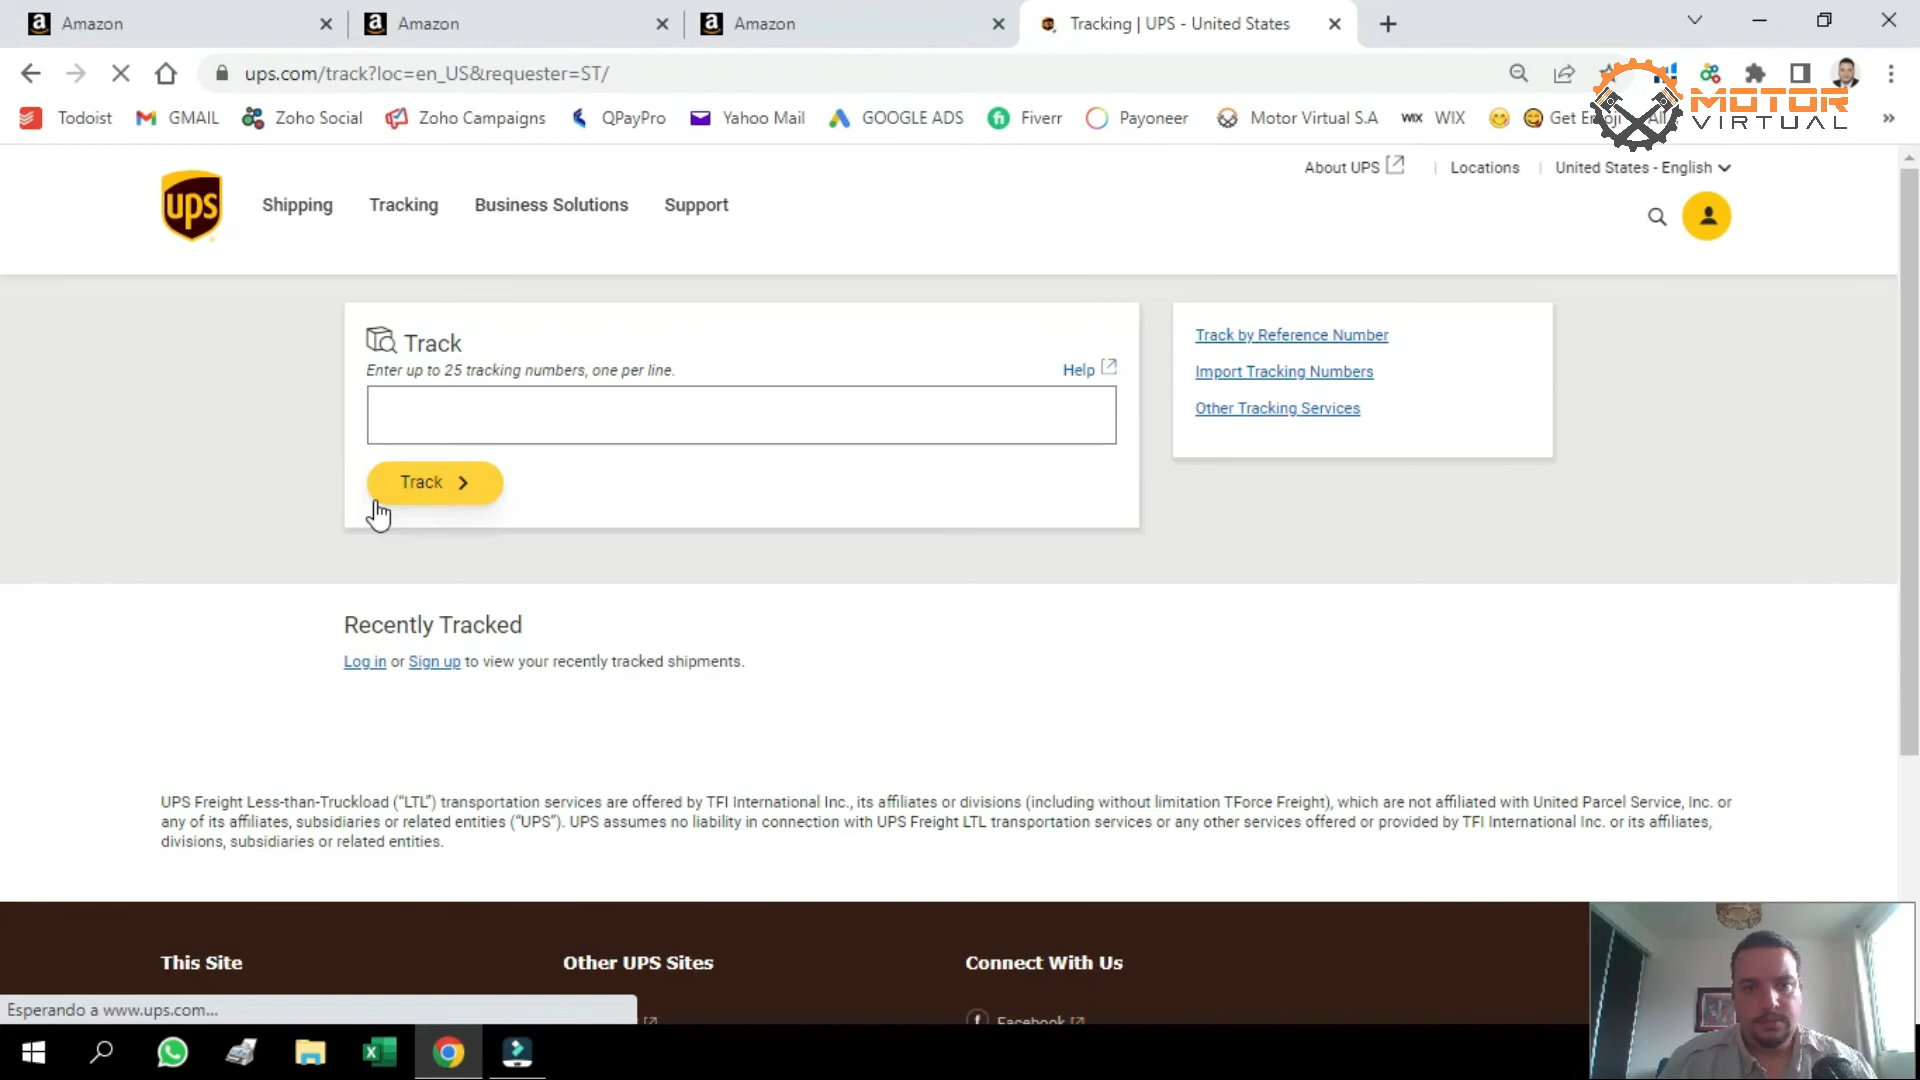 Amazon
Amazon
Amazon
Tracking | UPS - United States
ups.com/track?loc=en_US&requester=ST/
Todoist
GMAIL
Zoho Social
Zoho Campaigns
QPayPro
Yahoo Mail
GOOGLE ADS
Fiverr
Payoneer
Motor Virtual S.A
WIX WIX
Get Emoji
MOTOR
VIRTUAL
About UPS
Locations
United States - English
ups
Shipping
Tracking
Business Solutions
Support
Track
Enter up to 25 tracking numbers, one per line.
Help
Track
Track by Reference Number
Import Tracking Numbers
Other Tracking Services
Recently Tracked
Log in or Sign up to view your recently tracked shipments.
UPS Freight Less-than-Truckload (“LTL”) transportation services are offered by TFI International Inc., its affiliates or divisions (including without limitation TForce Freight), which are not affiliated with United Parcel Service, Inc. or
any of its affiliates, subsidiaries or related entities (“UPS”). UPS assumes no liability in connection with UPS Freight LTL transportation services or any other services offered or provided by TFI International Inc. or its affiliates,
divisions, subsidiaries or related entities.
This Site
Other UPS Sites
Connect With Us
Facebook
Esperando a www.ups.com...